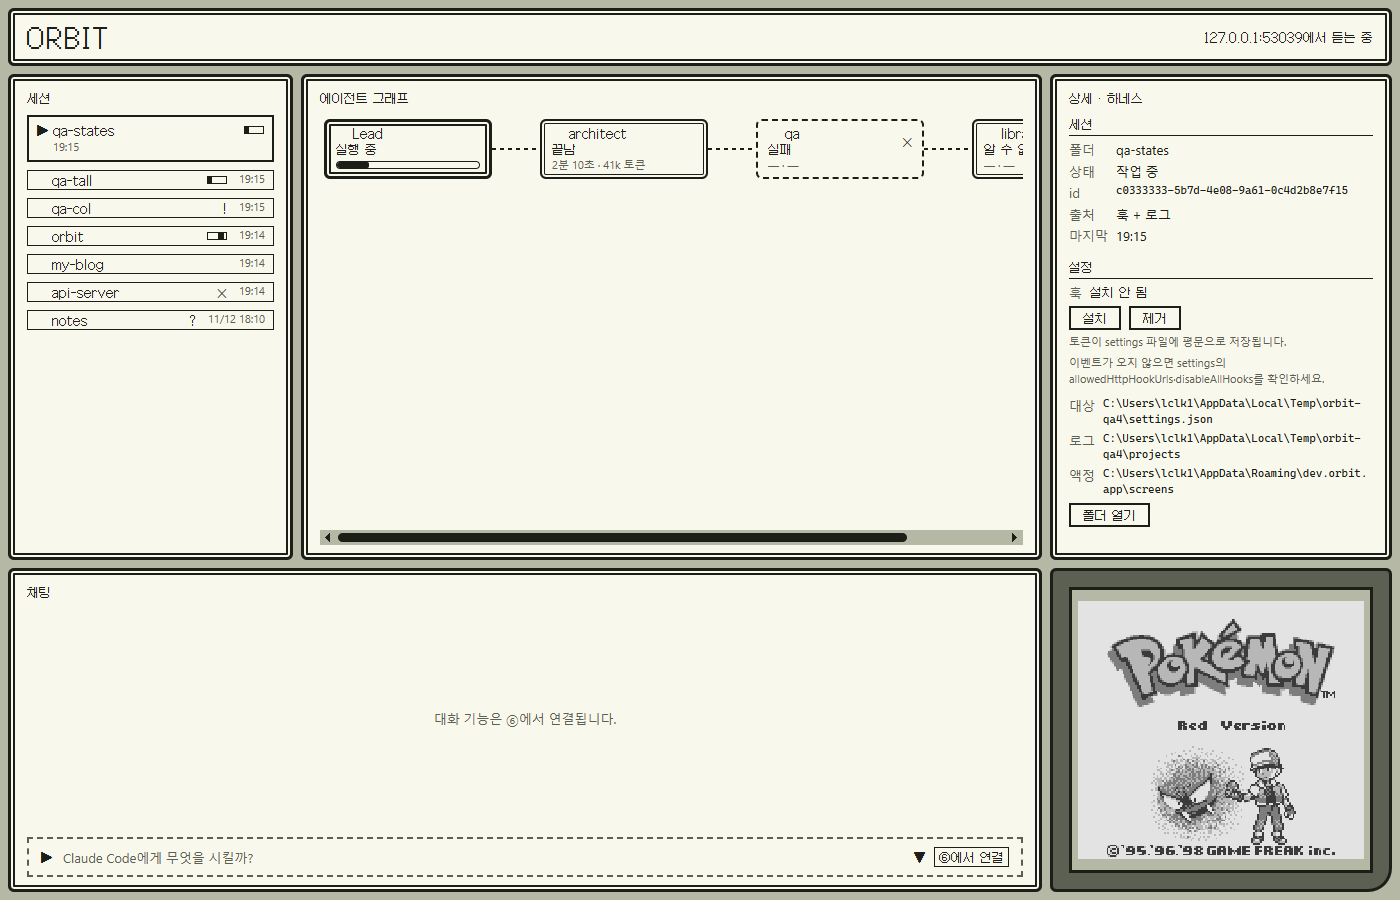 ORBIT
127.0.0.1:53039에서 듣는 중
세션
▶ qa-states
19:15
qa-tall 19:15
qa-col ! 19:15
orbit 19:14
my-blog 19:14
api-server × 19:14
notes ? 11/12 18:10
에이전트 그래프
Lead
실행 중
architect
끝남
2분 10초 · 41k 토큰
qa
실패 ×
— · —
libr
알 수 없
— · —
상세 · 하네스
세션
폴더 qa-states
상태 작업 중
id c0333333-5b7d-4e08-9a61-0c4d2b8e7f15
출처 훅 + 로그
마지막 19:15
설정
훅 설치 안 됨
설치 제거
토큰이 settings 파일에 평문으로 저장됩니다.
이벤트가 오지 않으면 settings의
allowedHttpHookUrls·disableAllHooks를 확인하세요.
대상 C:\Users\lclk1\AppData\Local\Temp\orbit-
qa4\settings.json
로그 C:\Users\lclk1\AppData\Local\Temp\orbit-
qa4\projects
액정 C:\Users\lclk1\AppData\Roaming\dev.orbit.
app\screens
폴더 열기
채팅
대화 기능은 ⑥에서 연결됩니다.
▶ Claude Code에게 무엇을 시킬까?
▼ ⑥에서 연결
POKéMON TM
Red Version
©'95.'96.'98 GAME FREAK inc.